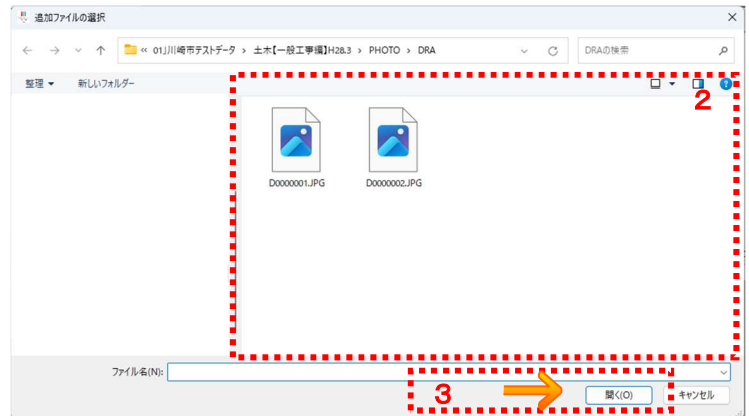 追加ファイルの選択
« 01_川崎市テストデータ › 土木【一般工事編】H28.3 › PHOTO › DRA
DRAの検索
整理
新しいフォルダー
2
D0000001.JPG
D0000002.JPG
ファイル名(N):
3
開く(O)
キャンセル